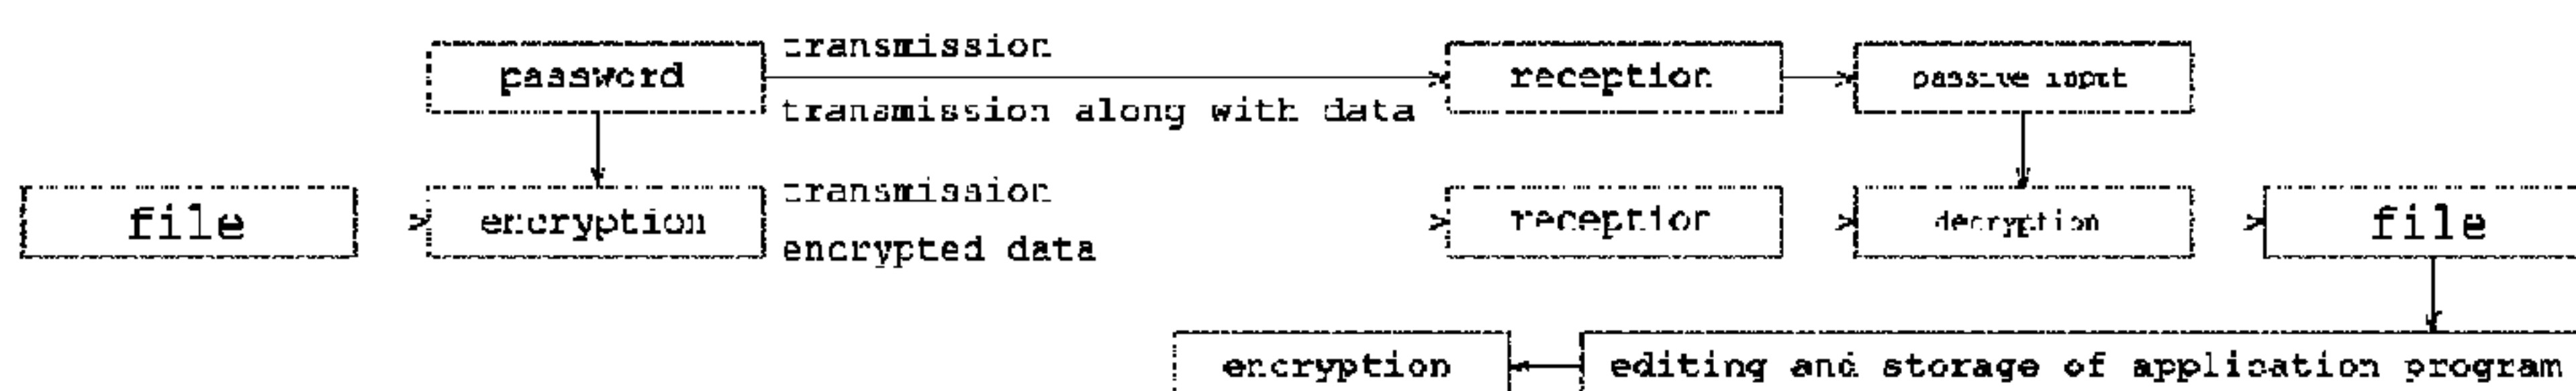 transmission
password
reception
passive input
transmission along with data
transmission
file
encryption
reception
decryption
file
encrypted data
encryption
editing and storage of application program